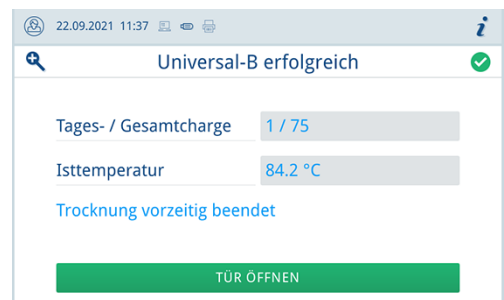 22.09.2021 11:37
Universal-B erfolgreich
Tages- / Gesamtcharge 1 / 75
Isttemperatur 84.2 °C
Trocknung vorzeitig beendet
TÜR ÖFFNEN